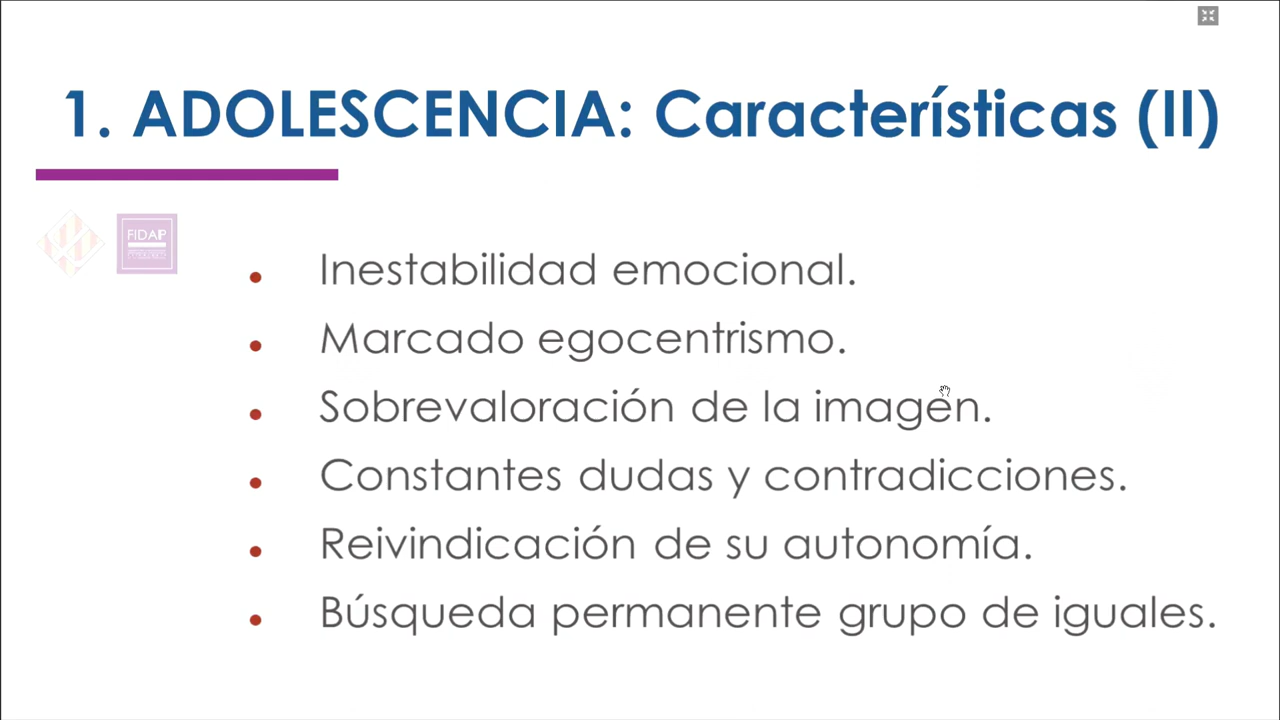 1. ADOLESCENCIA: Características (II)
FIDAP
• Inestabilidad emocional.
• Marcado egocentrismo.
• Sobrevaloración de la imagen.
• Constantes dudas y contradicciones.
• Reivindicación de su autonomía.
• Búsqueda permanente grupo de iguales.